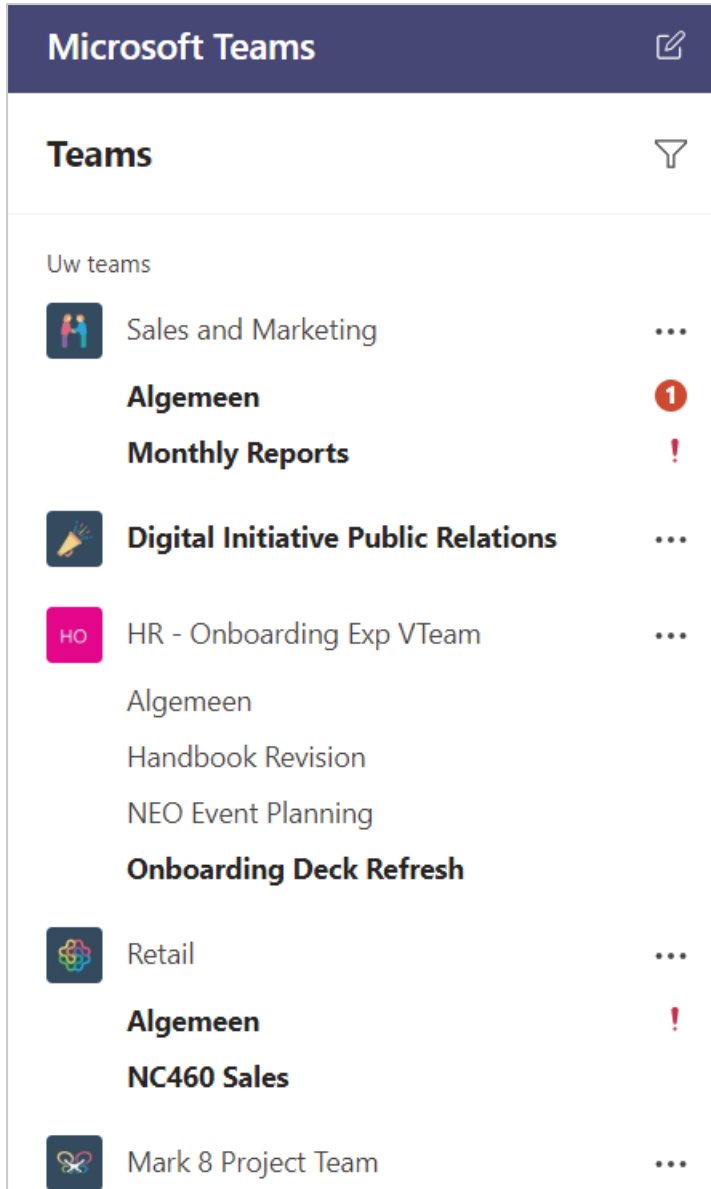 Microsoft Teams
Teams
Uw teams
Sales and Marketing
Algemeen 1
Monthly Reports !
Digital Initiative Public Relations
HO HR - Onboarding Exp VTeam
Algemeen
Handbook Revision
NEO Event Planning
Onboarding Deck Refresh
Retail
Algemeen !
NC460 Sales
Mark 8 Project Team